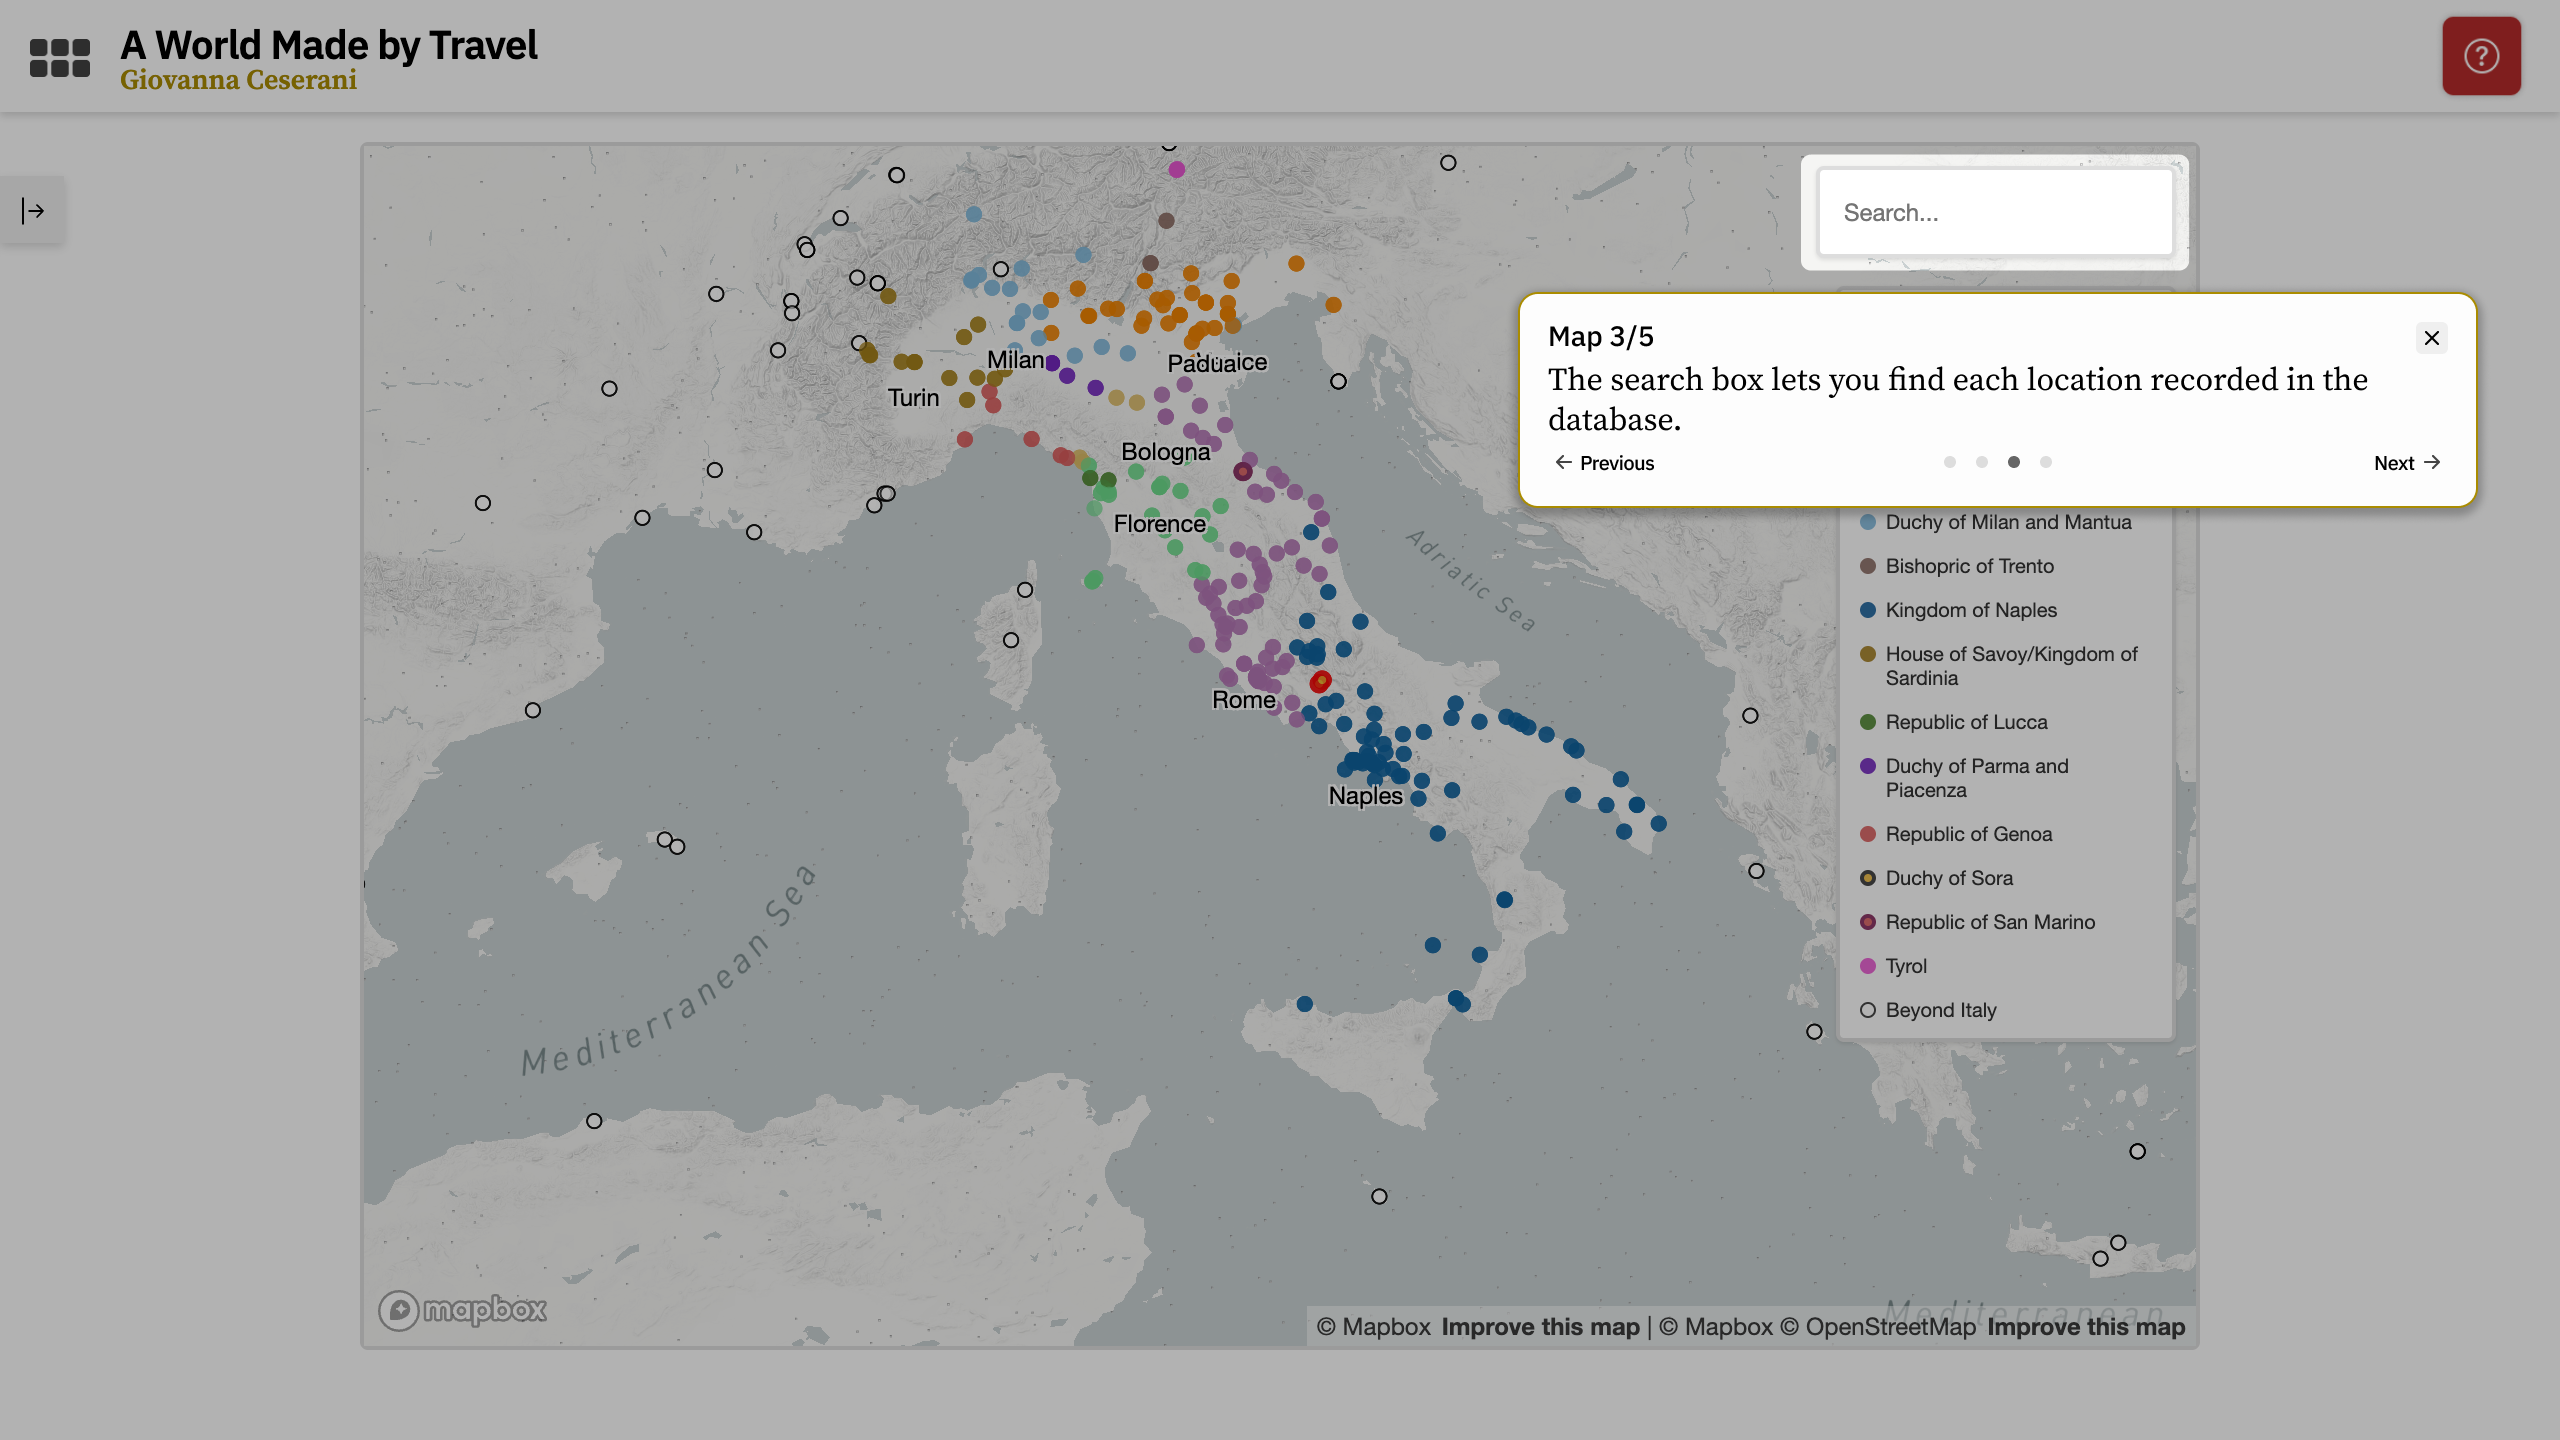 A World Made by Travel
Giovanna Ceserani
?
Search...
Map 3/5
The search box lets you find each location recorded in the
database.
Previous
Next
Milan
Padua
Turin
Bologna
Florence
Rome
Naples
Adriatic Sea
Mediterranean Sea
Duchy of Milan and Mantua
Bishopric of Trento
Kingdom of Naples
House of Savoy/Kingdom of
Sardinia
Republic of Lucca
Duchy of Parma and
Piacenza
Republic of Genoa
Duchy of Sora
Republic of San Marino
Tyrol
Beyond Italy
Mediterranean
mapbox
© Mapbox Improve this map | © Mapbox © OpenStreetMap Improve this map